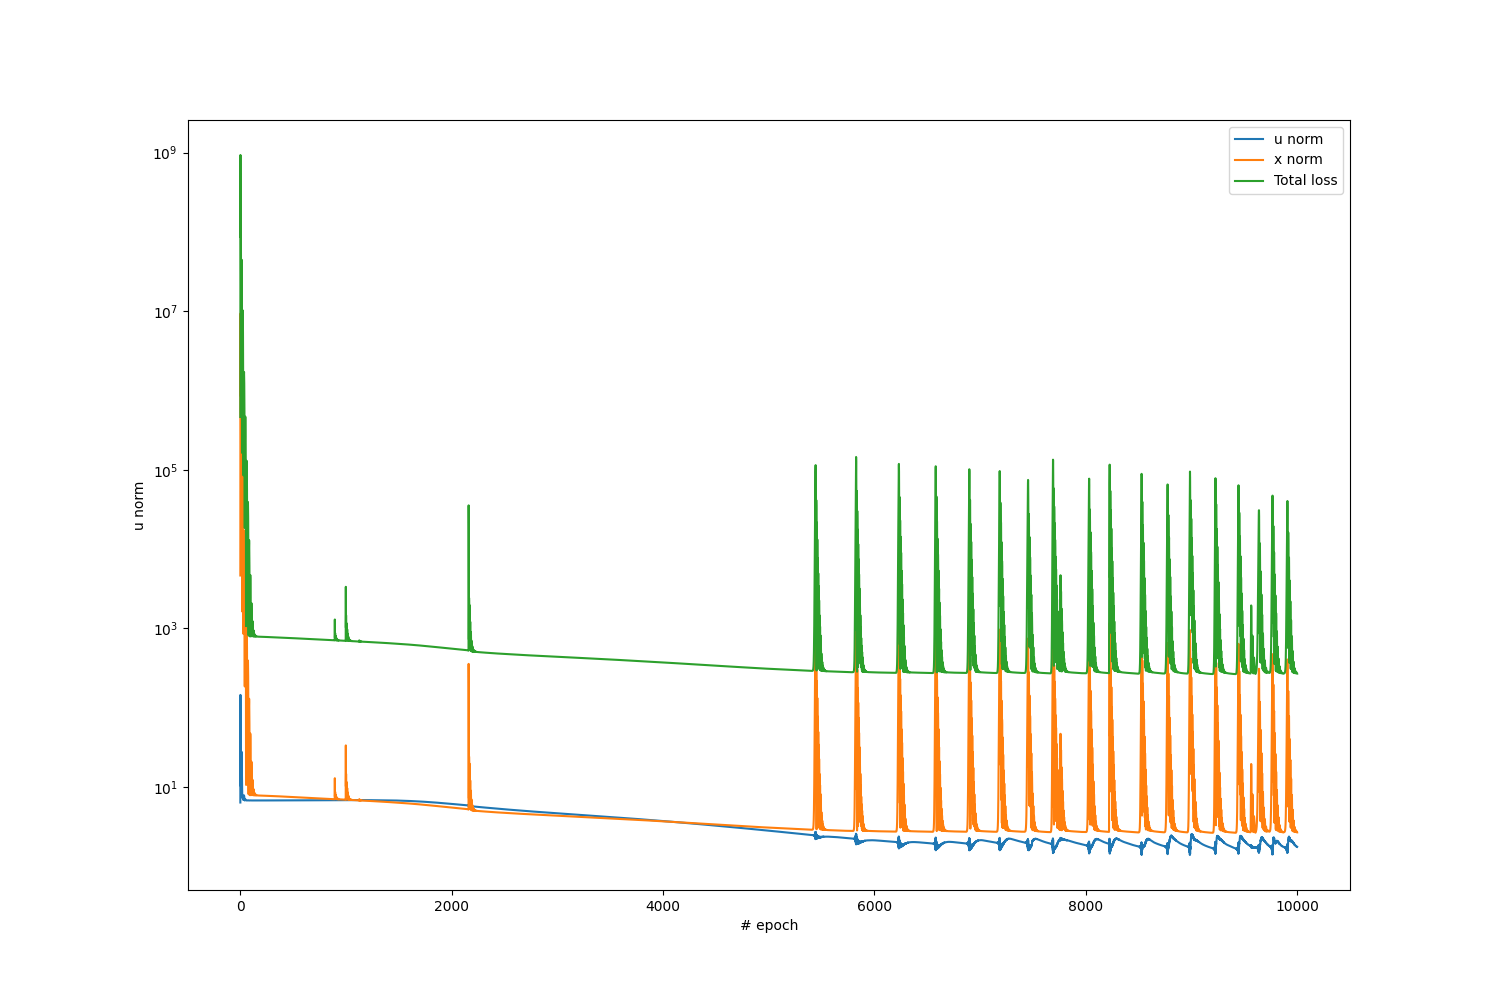 u norm
x norm
Total loss
10⁹
10⁷
10⁵
10³
10¹
u norm
0 2000 4000 6000 8000 10000
# epoch